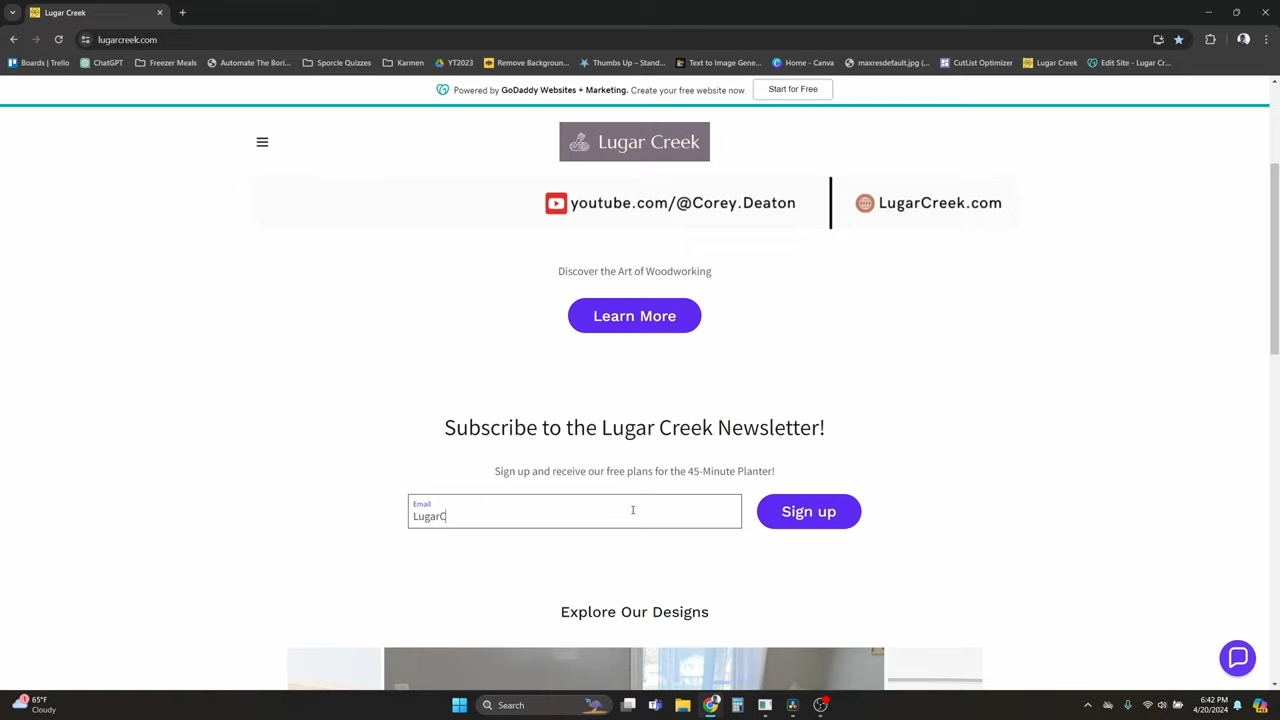 Lugar Creek
lugarcreek.com
Boards | Trello
ChatGPT
Freezer Meals
Automate The Bori...
Sporcle Quizzes
Karmen
YT2023
Remove Backgroun...
Thumbs Up – Stand...
Text to Image Gene...
Home - Canva
maxresdefault.jpg (...
CutList Optimizer
Lugar Creek
Edit Site - Lugar Cr...
Powered by GoDaddy Websites + Marketing. Create your free website now.
Start for Free
Lugar Creek
youtube.com/@Corey.Deaton
LugarCreek.com
Discover the Art of Woodworking
Learn More
Subscribe to the Lugar Creek Newsletter!
Sign up and receive our free plans for the 45-Minute Planter!
Email
LugarC
Sign up
Explore Our Designs
1
65°F
Cloudy
Search
6:42 PM
4/20/2024